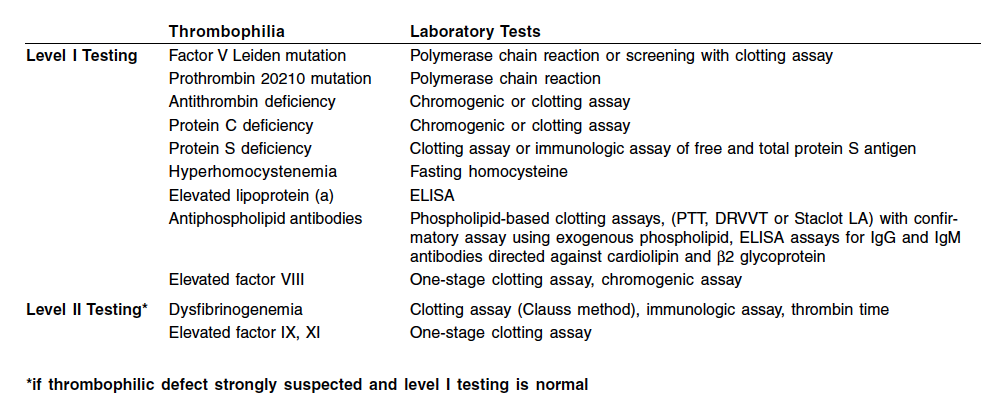 Thrombophilia Laboratory Tests
Level I Testing Factor V Leiden mutation Polymerase chain reaction or screening with clotting assay
Prothrombin 20210 mutation Polymerase chain reaction
Antithrombin deficiency Chromogenic or clotting assay
Protein C deficiency Chromogenic or clotting assay
Protein S deficiency Clotting assay or immunologic assay of free and total protein S antigen
Hyperhomocystenemia Fasting homocysteine
Elevated lipoprotein (a) ELISA
Antiphospholipid antibodies Phospholipid-based clotting assays, (PTT, DRVVT or Staclot LA) with confir-
matory assay using exogenous phospholipid, ELISA assays for IgG and IgM
antibodies directed against cardiolipin and β2 glycoprotein
Elevated factor VIII One-stage clotting assay, chromogenic assay
Level II Testing* Dysfibrinogenemia Clotting assay (Clauss method), immunologic assay, thrombin time
Elevated factor IX, XI One-stage clotting assay
*if thrombophilic defect strongly suspected and level I testing is normal